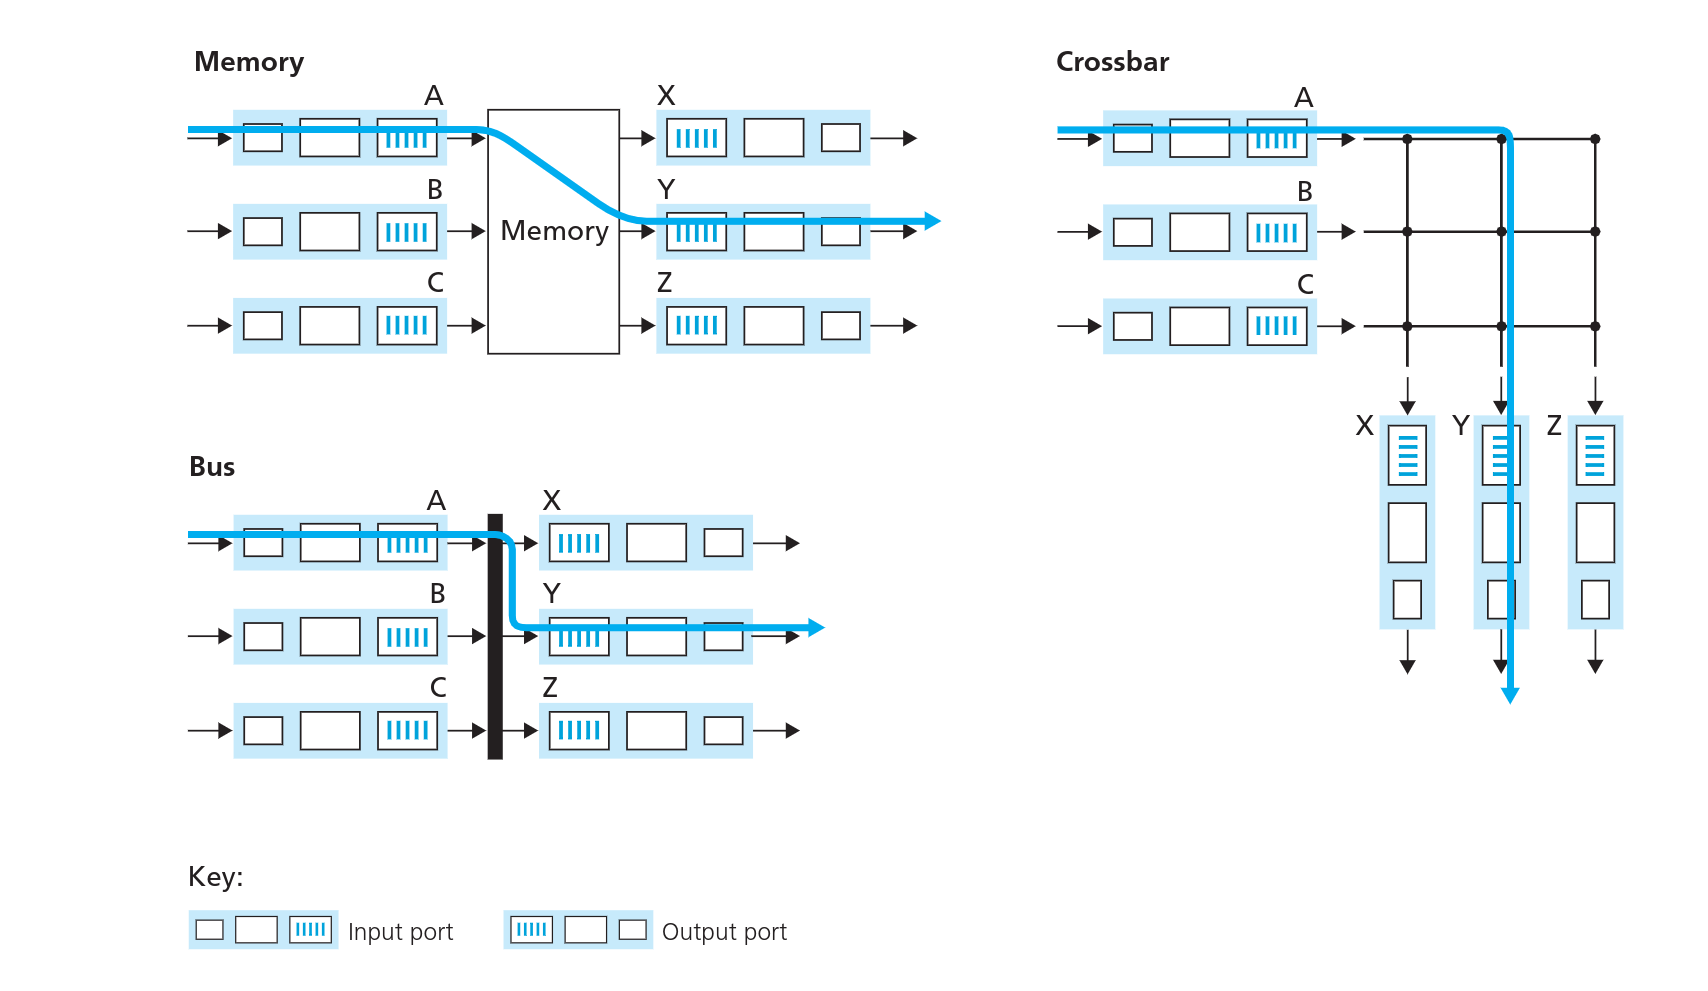 Memory
A
X
B
Y
Memory
C
Z
Crossbar
A
B
C
X
Y
Z
Bus
A
X
B
Y
C
Z
Key:
Input port
Output port